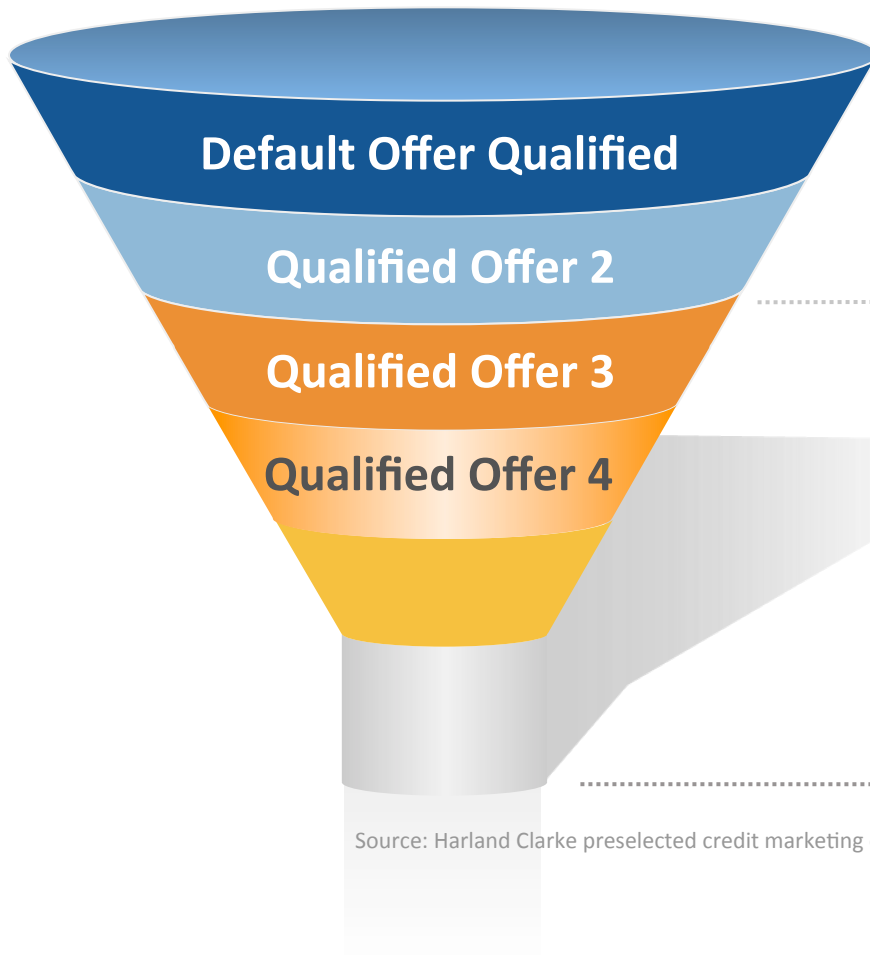 Default Offer Qualified
Qualified Offer 2
Qualified Offer 3
Qualified Offer 4
Source: Harland Clarke preselected credit marketing